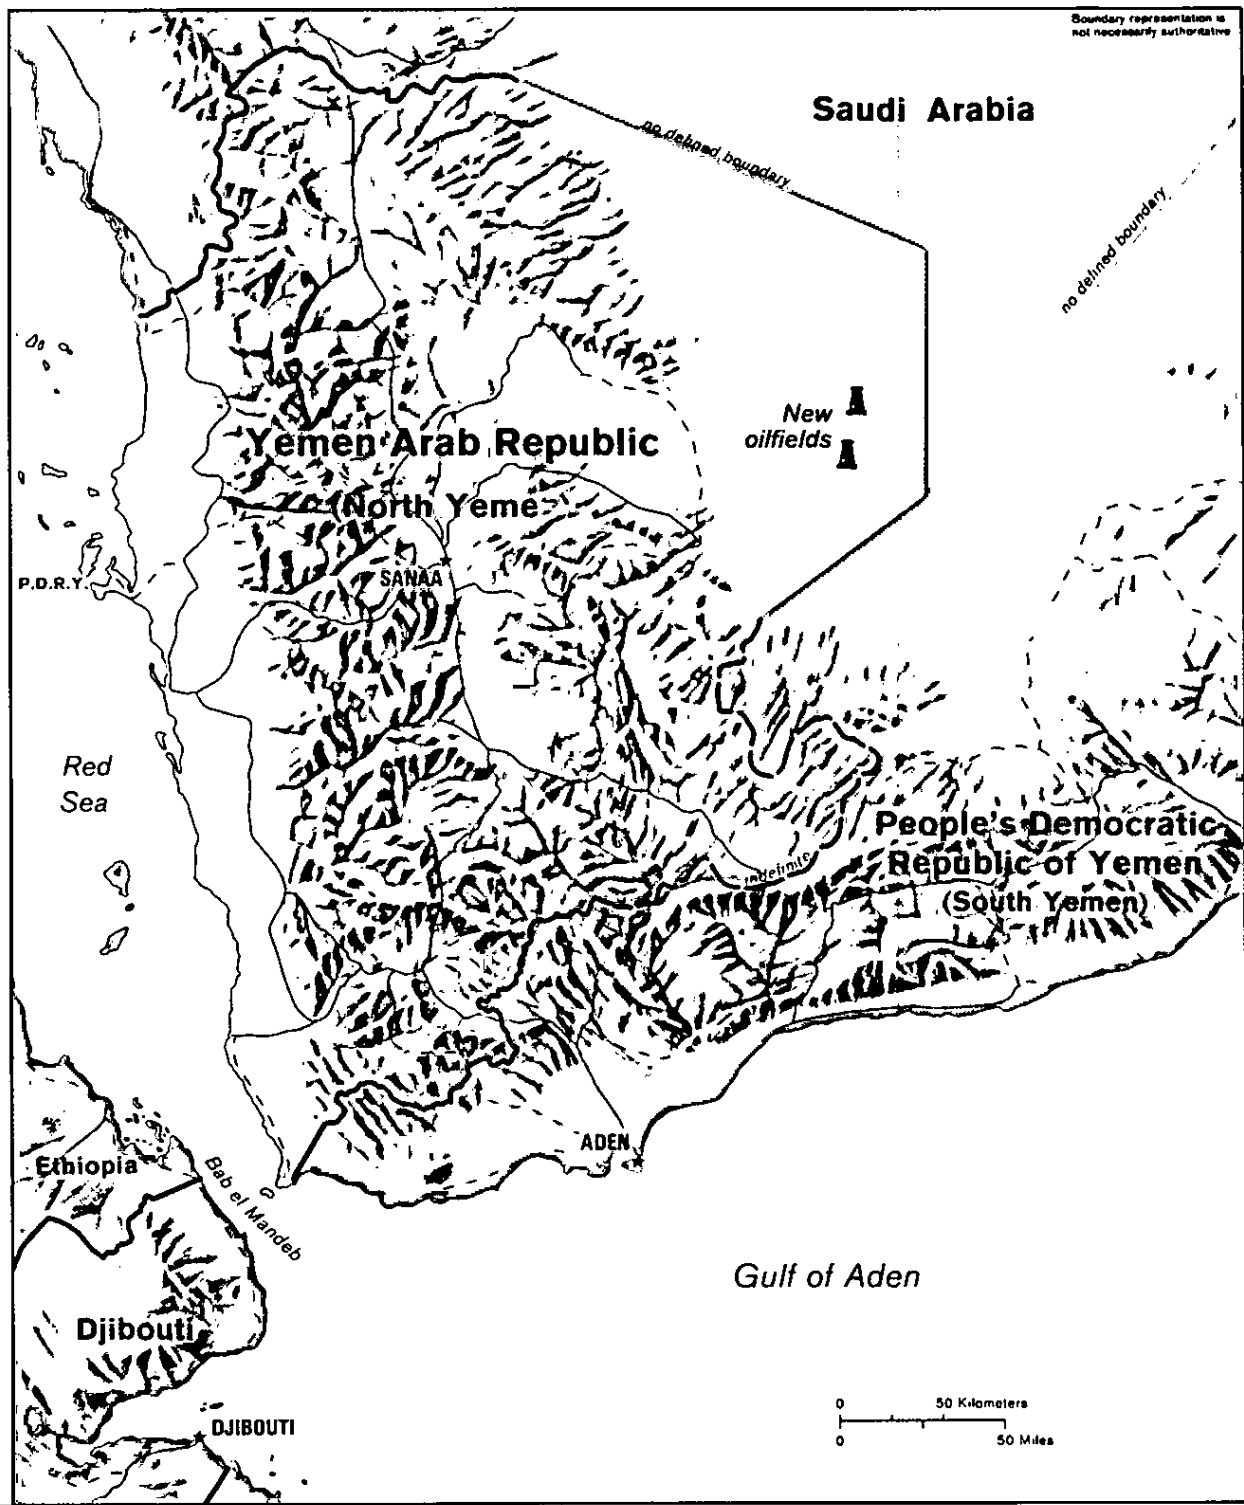 Boundary representation is
not necessarily authoritative
Saudi Arabia
no defined boundary
no defined boundary
New
oilfields
Yemen Arab Republic
(North Yeme
SANAA
P.D.R.Y.
Red
Sea
People's Democratic
Republic of Yemen
(South Yemen)
indefinite
ADEN
Ethiopia
Bab el Mandeb
Gulf of Aden
Djibouti
DJIBOUTI
0 50 Kilometers
0 50 Miles